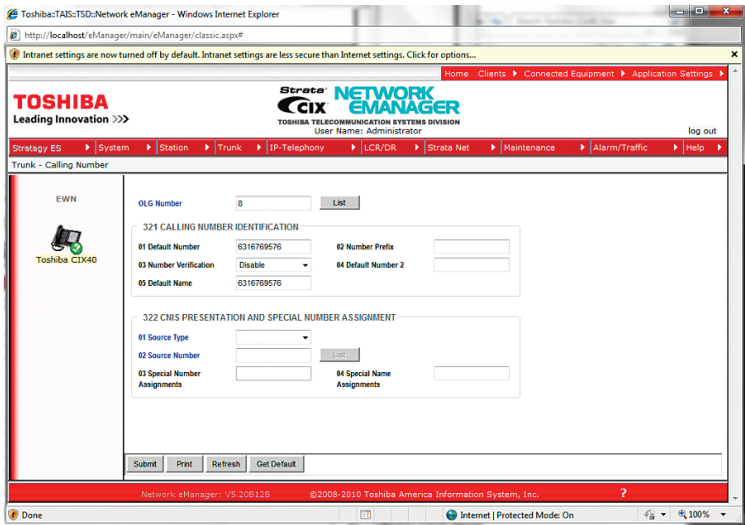 Toshiba::TAIS::TSD::Network eManager - Windows Internet Explorer
http://localhost/eManager/main/eManager/classic.aspx#
Intranet settings are now turned off by default. Intranet settings are less secure than Internet settings. Click for options...
Home Clients Connected Equipment Application Settings
TOSHIBA
Leading Innovation >>>
Strata CIX NETWORK EMANAGER
TOSHIBA TELECOMMUNICATION SYSTEMS DIVISION
User Name: Administrator
log out
Stratagy ES System Station Trunk IP-Telephony LCR/DR Strata Net Maintenance Alarm/Traffic Help
Trunk - Calling Number
EWN
Toshiba CIX40
OLG Number 8 List
321 CALLING NUMBER IDENTIFICATION
01 Default Number 6316769576 02 Number Prefix
03 Number Verification Disable 04 Default Number 2
05 Default Name 6316769576
322 CNIS PRESENTATION AND SPECIAL NUMBER ASSIGNMENT
01 Source Type
02 Source Number List
03 Special Number Assignments 04 Special Name Assignments
Submit Print Refresh Get Default
Network eManager: V5.20B12B ©2008-2010 Toshiba America Information System, Inc. ?
Done Internet | Protected Mode: On 100%